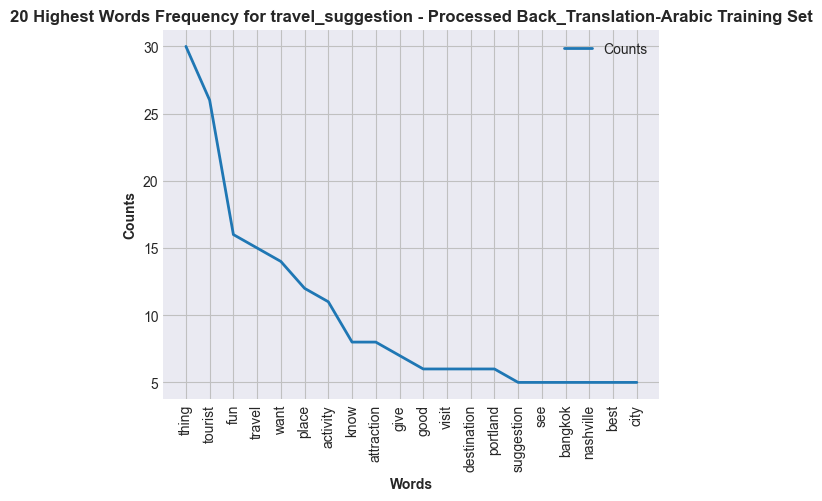 20 Highest Words Frequency for travel_suggestion - Processed Back_Translation-Arabic Training Set
Counts
30
25
20
15
10
5
Counts
thing
tourist
fun
travel
want
place
activity
know
attraction
give
good
visit
destination
portland
suggestion
see
bangkok
nashville
best
city
Words